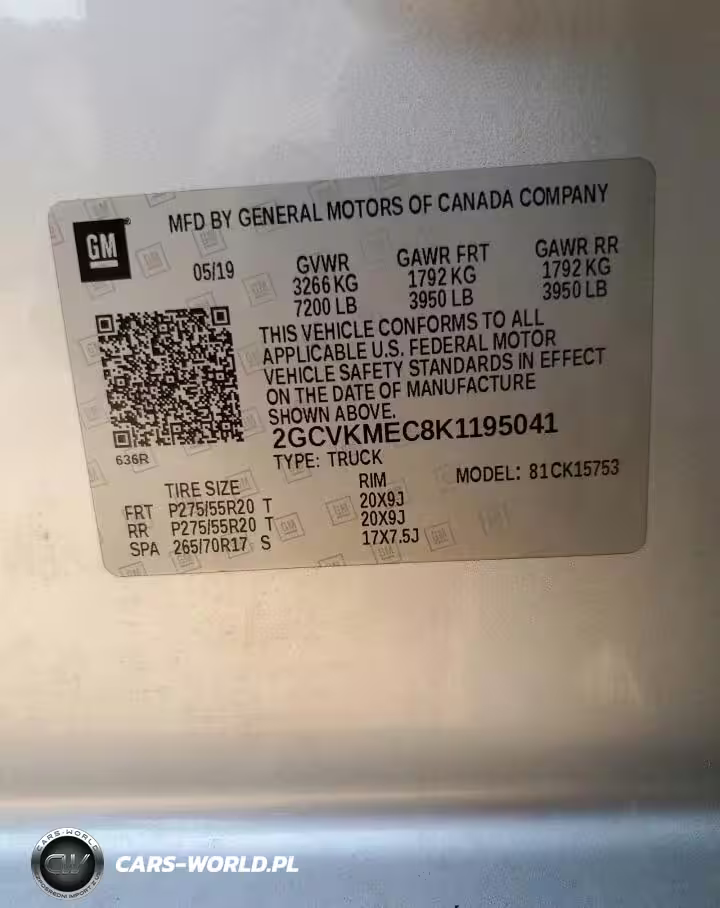 GM
MFD BY GENERAL MOTORS OF CANADA COMPANY
05/19
GVWR
3266 KG
7200 LB
GAWR FRT
1792 KG
3950 LB
GAWR RR
1792 KG
3950 LB
THIS VEHICLE CONFORMS TO ALL
APPLICABLE U.S. FEDERAL MOTOR
VEHICLE SAFETY STANDARDS IN EFFECT
ON THE DATE OF MANUFACTURE
SHOWN ABOVE.
2GCVKMEC8K1195041
636R
TYPE: TRUCK
MODEL: 81CK15753
TIRE SIZE RIM
FRT P275/55R20 T 20X9J
RR P275/55R20 T 20X9J
SPA 265/70R17 S 17X7.5J
CARS-WORLD
CW
CARS-WORLD.PL